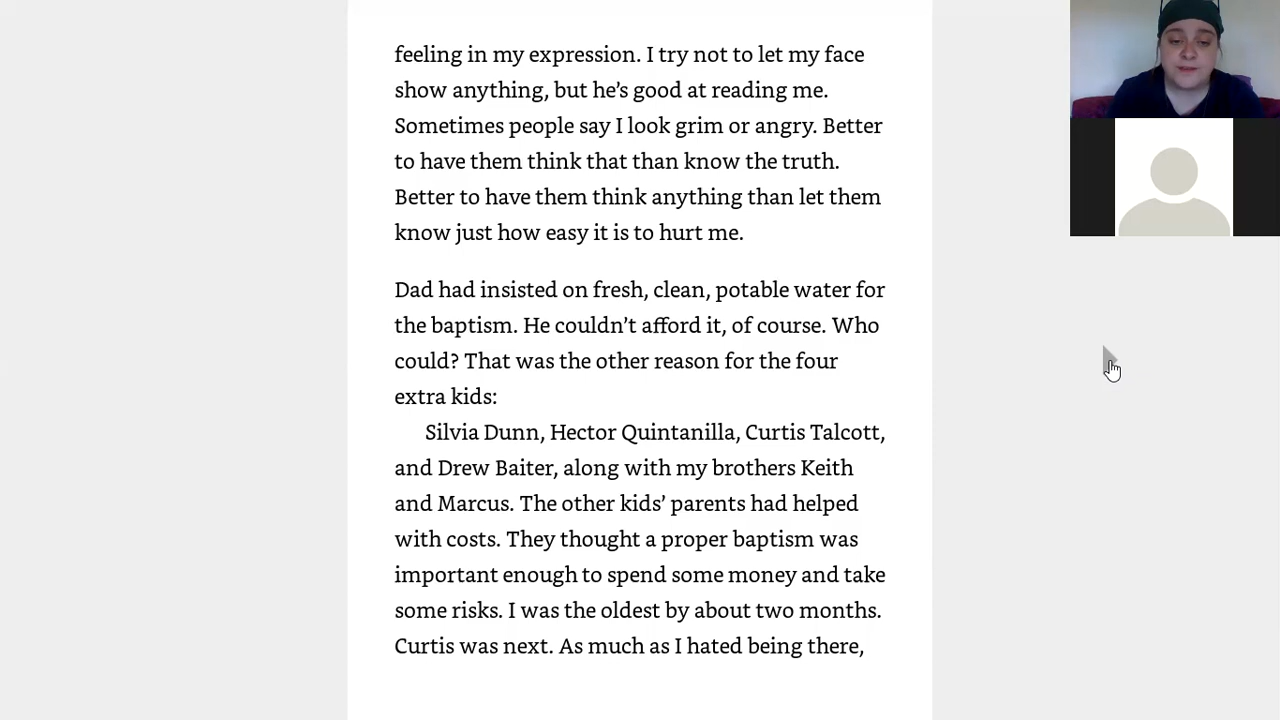 feeling in my expression. I try not to let my face
show anything, but he’s good at reading me.
Sometimes people say I look grim or angry. Better
to have them think that than know the truth.
Better to have them think anything than let them
know just how easy it is to hurt me.
Dad had insisted on fresh, clean, potable water for
the baptism. He couldn’t afford it, of course. Who
could? That was the other reason for the four
extra kids:
Silvia Dunn, Hector Quintanilla, Curtis Talcott,
and Drew Baiter, along with my brothers Keith
and Marcus. The other kids’ parents had helped
with costs. They thought a proper baptism was
important enough to spend some money and take
some risks. I was the oldest by about two months.
Curtis was next. As much as I hated being there,